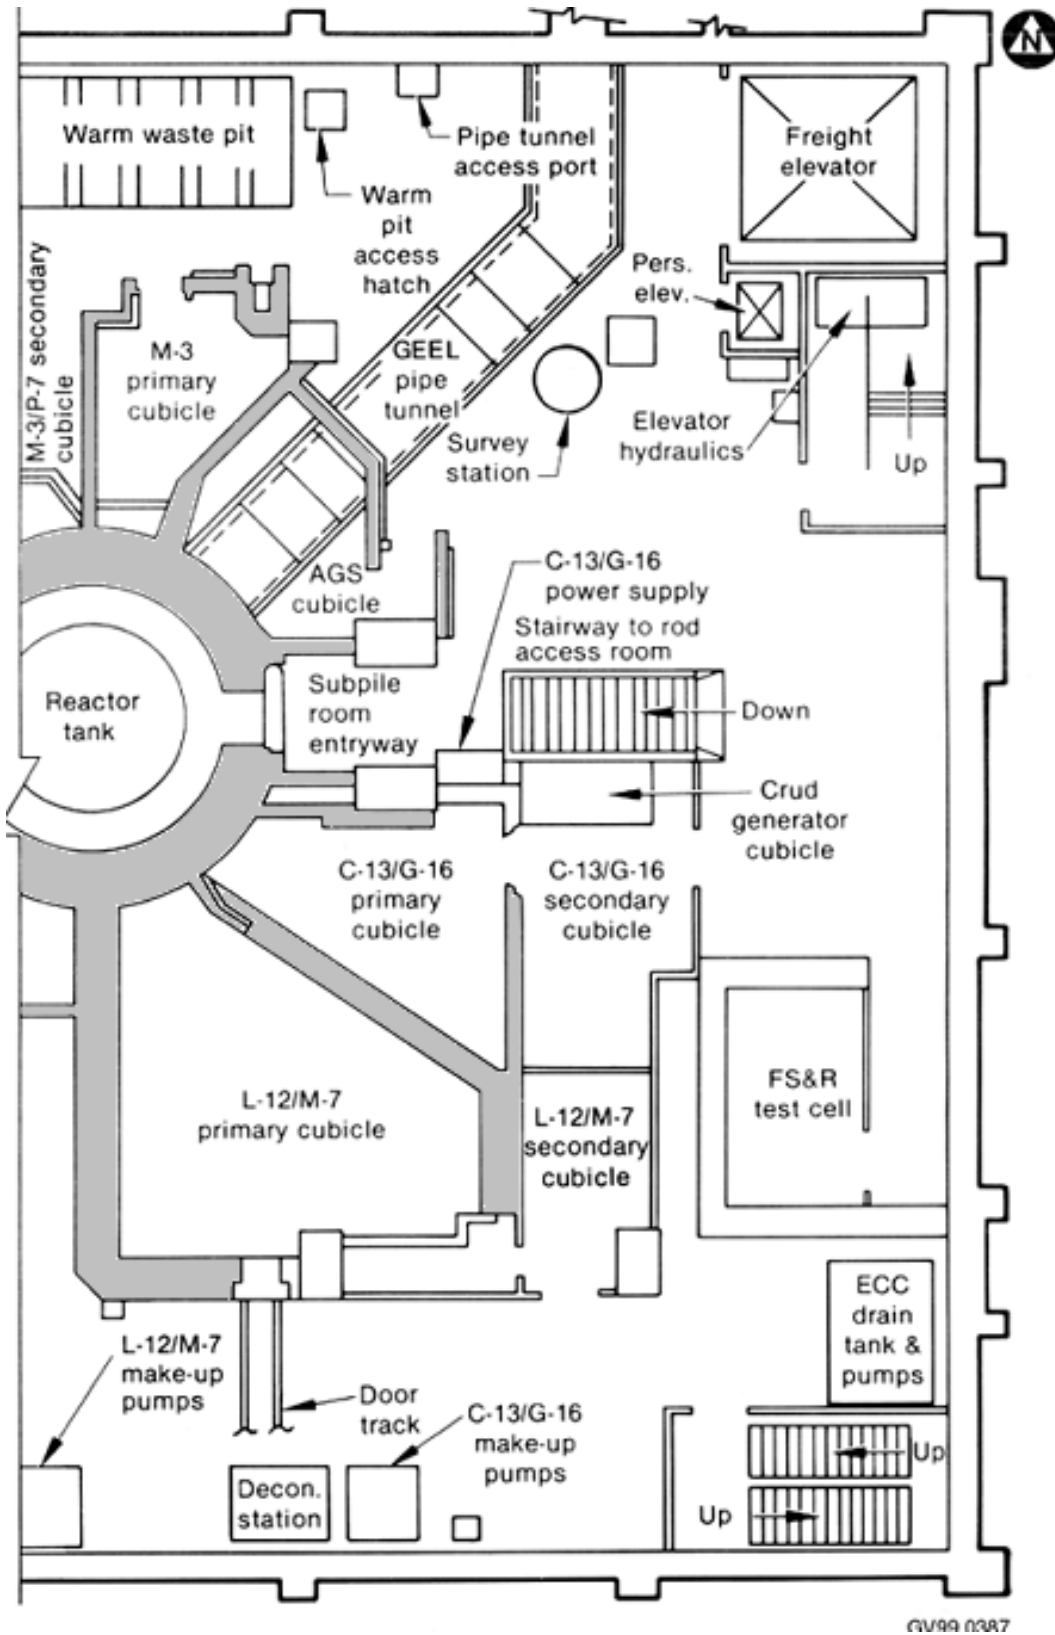 N
Warm waste pit
Pipe tunnel
access port
Freight
elevator
Warm
pit
access
hatch
M-3/P-7 secondary
cubicle
Pers.
elev.
M-3
primary
cubicle
GEEL
pipe
tunnel
Survey
station
Elevator
hydraulics
Up
AGS
cubicle
C-13/G-16
power supply
Stairway to rod
access room
Reactor
tank
Subpile
room
entryway
Down
Crud
generator
cubicle
C-13/G-16
primary
cubicle
C-13/G-16
secondary
cubicle
FS&R
test cell
L-12/M-7
primary cubicle
L-12/M-7
secondary
cubicle
ECC
drain
tank &
pumps
L-12/M-7
make-up
pumps
Door
track
C-13/G-16
make-up
pumps
Up
Decon.
station
Up
GV99 0387